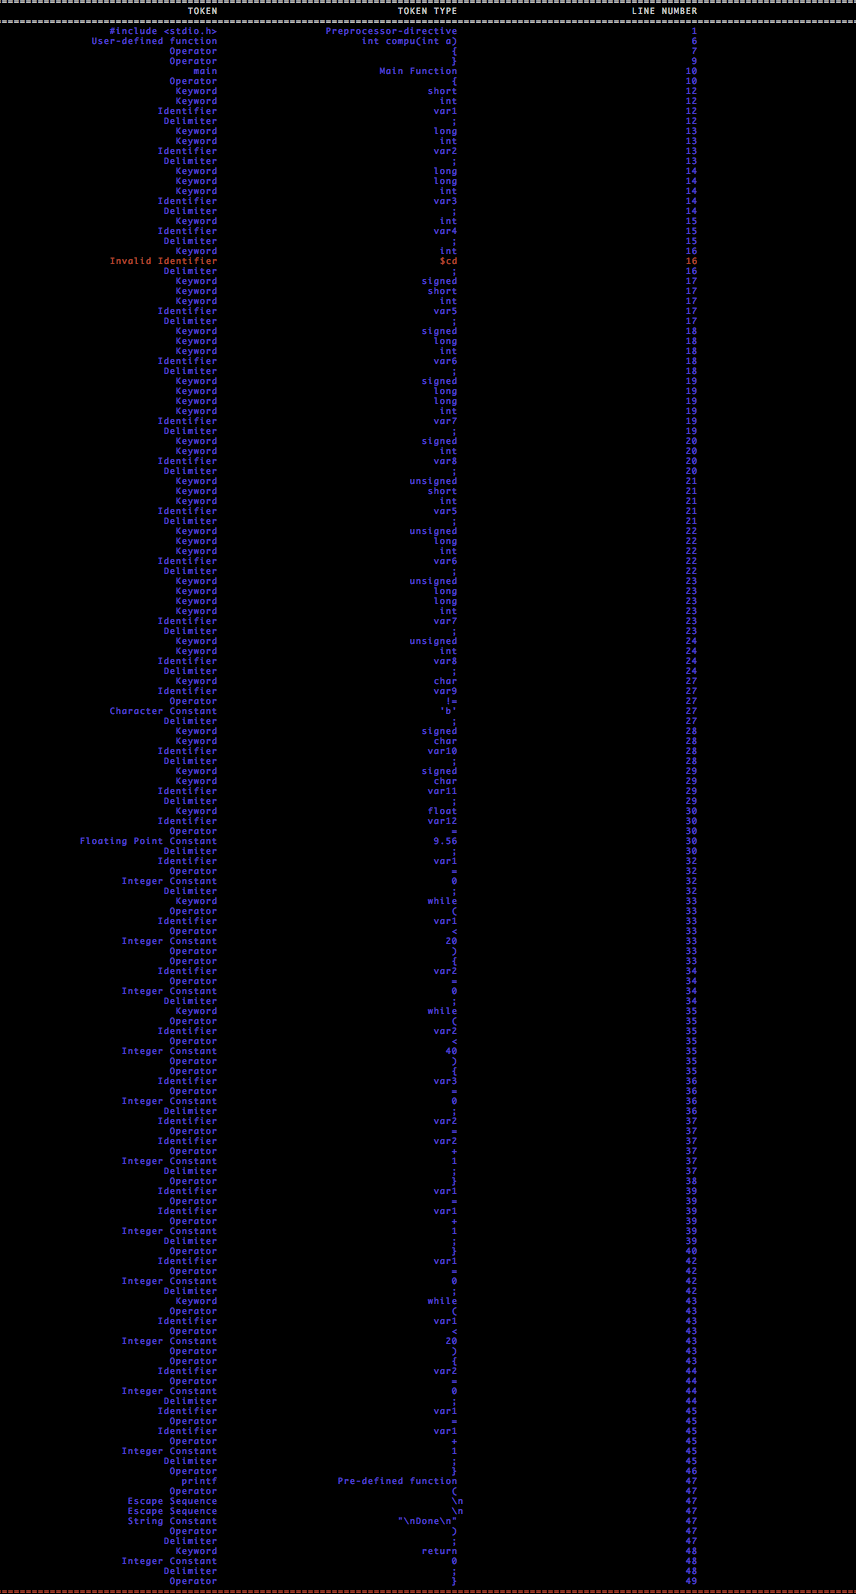 TOKEN TOKEN TYPE LINE NUMBER
#include <stdio.h> Preprocessor-directive 1
User-defined function int compu(int a) 6
Operator { 7
Operator } 9
main Main Function 10
Operator { 10
Keyword short 12
Keyword int 12
Identifier var1 12
Delimiter ; 12
Keyword long 13
Keyword int 13
Identifier var2 13
Delimiter ; 13
Keyword long 14
Keyword long 14
Keyword int 14
Identifier var3 14
Delimiter ; 14
Keyword int 15
Identifier var4 15
Delimiter ; 15
Keyword int 16
Invalid Identifier $cd 16
Delimiter ; 16
Keyword signed 17
Keyword short 17
Keyword int 17
Identifier var5 17
Delimiter ; 17
Keyword signed 18
Keyword long 18
Keyword int 18
Identifier var6 18
Delimiter ; 18
Keyword signed 19
Keyword long 19
Keyword long 19
Keyword int 19
Identifier var7 19
Delimiter ; 19
Keyword signed 20
Keyword int 20
Identifier var8 20
Delimiter ; 20
Keyword unsigned 21
Keyword short 21
Keyword int 21
Identifier var5 21
Delimiter ; 21
Keyword unsigned 22
Keyword long 22
Keyword int 22
Identifier var6 22
Delimiter ; 22
Keyword unsigned 23
Keyword long 23
Keyword long 23
Keyword int 23
Identifier var7 23
Delimiter ; 23
Keyword unsigned 24
Keyword int 24
Identifier var8 24
Delimiter ; 24
Keyword char 27
Identifier var9 27
Operator != 27
Character Constant 'b' 27
Delimiter ; 27
Keyword signed 28
Keyword char 28
Identifier var10 28
Delimiter ; 28
Keyword signed 29
Keyword char 29
Identifier var11 29
Delimiter ; 29
Keyword float 30
Identifier var12 30
Operator = 30
Floating Point Constant 9.56 30
Delimiter ; 30
Identifier var1 32
Operator = 32
Integer Constant 0 32
Delimiter ; 32
Keyword while 33
Operator ( 33
Identifier var1 33
Operator < 33
Integer Constant 20 33
Operator ) 33
Operator { 33
Identifier var2 34
Operator = 34
Integer Constant 0 34
Delimiter ; 34
Keyword while 35
Operator ( 35
Identifier var2 35
Operator < 35
Integer Constant 40 35
Operator ) 35
Operator { 35
Identifier var3 36
Operator = 36
Integer Constant 0 36
Delimiter ; 36
Identifier var2 37
Operator = 37
Identifier var2 37
Operator + 37
Integer Constant 1 37
Delimiter ; 37
Operator } 38
Identifier var1 39
Operator = 39
Identifier var1 39
Operator + 39
Integer Constant 1 39
Delimiter ; 39
Operator } 40
Identifier var1 42
Operator = 42
Integer Constant 0 42
Delimiter ; 42
Keyword while 43
Operator ( 43
Identifier var1 43
Operator < 43
Integer Constant 20 43
Operator ) 43
Operator { 43
Identifier var2 44
Operator = 44
Integer Constant 0 44
Delimiter ; 44
Identifier var1 45
Operator = 45
Identifier var1 45
Operator + 45
Integer Constant 1 45
Delimiter ; 45
Operator } 46
printf Pre-defined function 47
Operator ( 47
Escape Sequence \n 47
Escape Sequence \n 47
String Constant "\nDone\n" 47
Operator ) 47
Delimiter ; 47
Keyword return 48
Integer Constant 0 48
Delimiter ; 48
Operator } 49